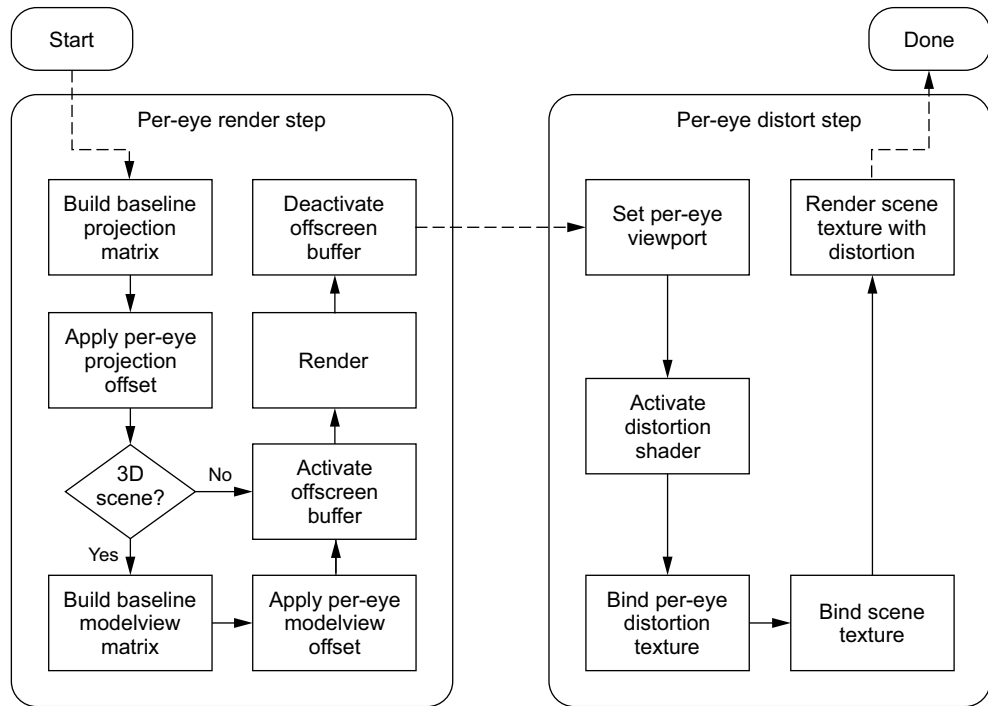 Start
Done
Per-eye render step
Build baseline
projection
matrix
Apply per-eye
projection
offset
3D
scene?
No
Yes
Build baseline
modelview
matrix
Apply per-eye
modelview
offset
Activate
offscreen
buffer
Render
Deactivate
offscreen
buffer
Per-eye distort step
Set per-eye
viewport
Activate
distortion
shader
Bind per-eye
distortion
texture
Bind scene
texture
Render scene
texture with
distortion